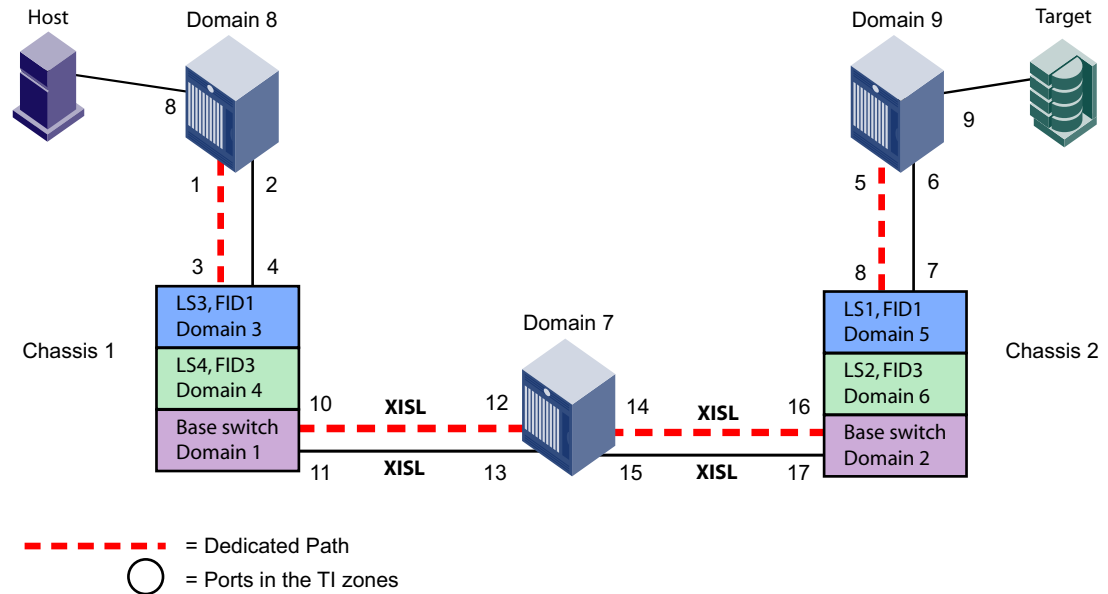 Host
Domain 8
Domain 9
Target
8
9
1
2
5
6
3
4
8
7
LS3, FID1
Domain 3
LS1, FID1
Domain 5
Chassis 1
Domain 7
Chassis 2
LS4, FID3
Domain 4
LS2, FID3
Domain 6
10
XISL
12
14
XISL
16
Base switch
Domain 1
Base switch
Domain 2
11
XISL
13
15
XISL
17
= Dedicated Path
= Ports in the TI zones